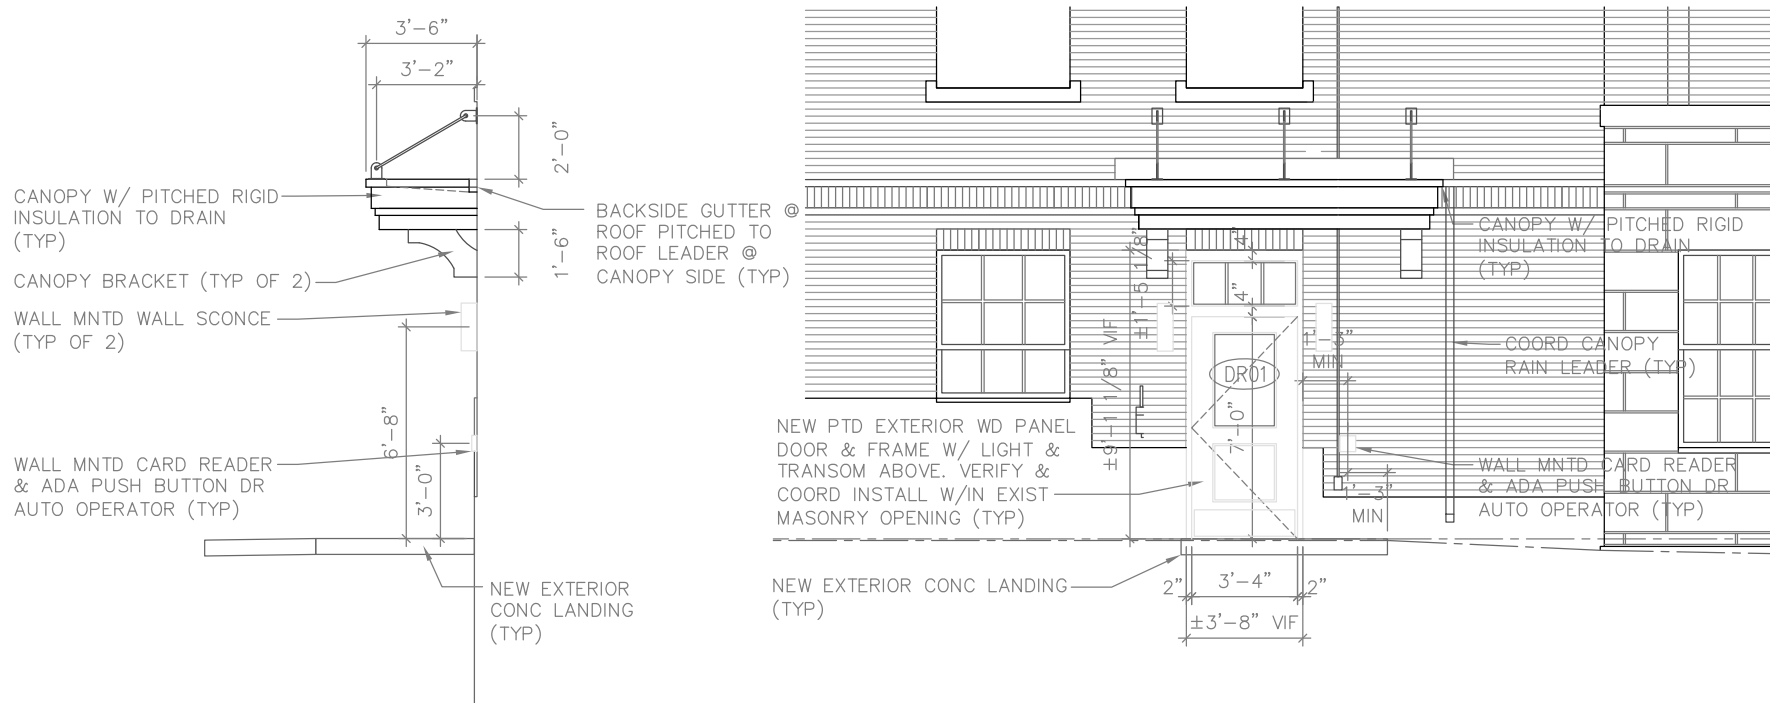 3'-6"
3'-2"
2'-0"
CANOPY W/ PITCHED RIGID
INSULATION TO DRAIN
(TYP)
BACKSIDE GUTTER @
ROOF PITCHED TO
ROOF LEADER @
CANOPY SIDE (TYP)
1'-6"
CANOPY BRACKET (TYP OF 2)
WALL MNTD WALL SCONCE
(TYP OF 2)
6'-8"
WALL MNTD CARD READER
& ADA PUSH BUTTON DR
AUTO OPERATOR (TYP)
3'-0"
NEW EXTERIOR
CONC LANDING
(TYP)
CANOPY W/ PITCHED RIGID
INSULATION TO DRAIN
(TYP)
4"
±1'-5 1/8"
4"
±9'-1 1/8" VIF
1'-3"
MIN
COORD CANOPY
RAIN LEADER (TYP)
DR01
7'-0"
NEW PTD EXTERIOR WD PANEL
DOOR & FRAME W/ LIGHT &
TRANSOM ABOVE. VERIFY &
COORD INSTALL W/IN EXIST
MASONRY OPENING (TYP)
WALL MNTD CARD READER
& ADA PUSH BUTTON DR
AUTO OPERATOR (TYP)
1'-3"
MIN
NEW EXTERIOR CONC LANDING
(TYP)
2"
3'-4"
2"
±3'-8" VIF